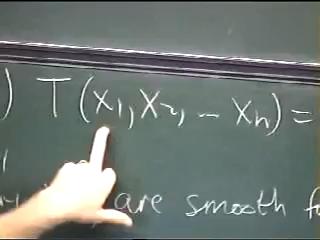 ) T(x₁, x₂, -- xₙ) =
are smooth f